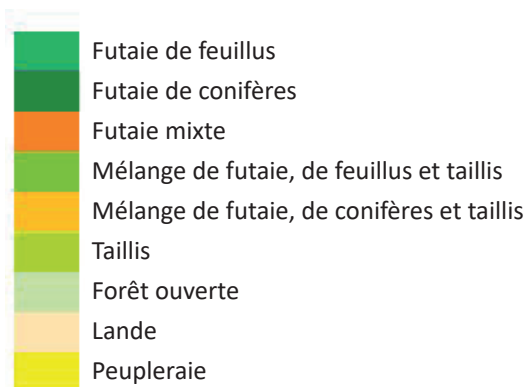 Futaie de feuillus
Futaie de conifères
Futaie mixte
Mélange de futaie, de feuillus et taillis
Mélange de futaie, de conifères et taillis
Taillis
Forêt ouverte
Lande
Peupleraie